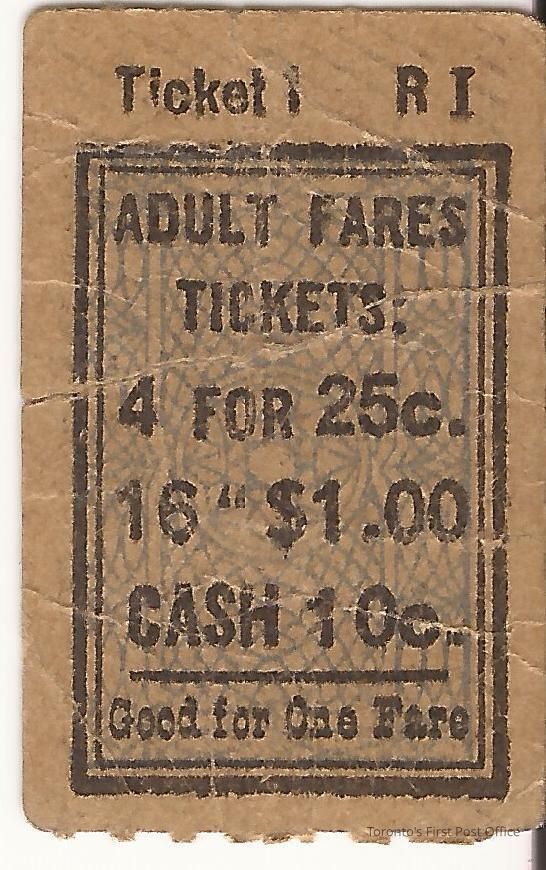 Ticket 1 R I
ADULT FARES
TICKETS:
4 FOR 25c.
16 " $1.00
CASH 10c.
Good for One Fare
Toronto's First Post Office